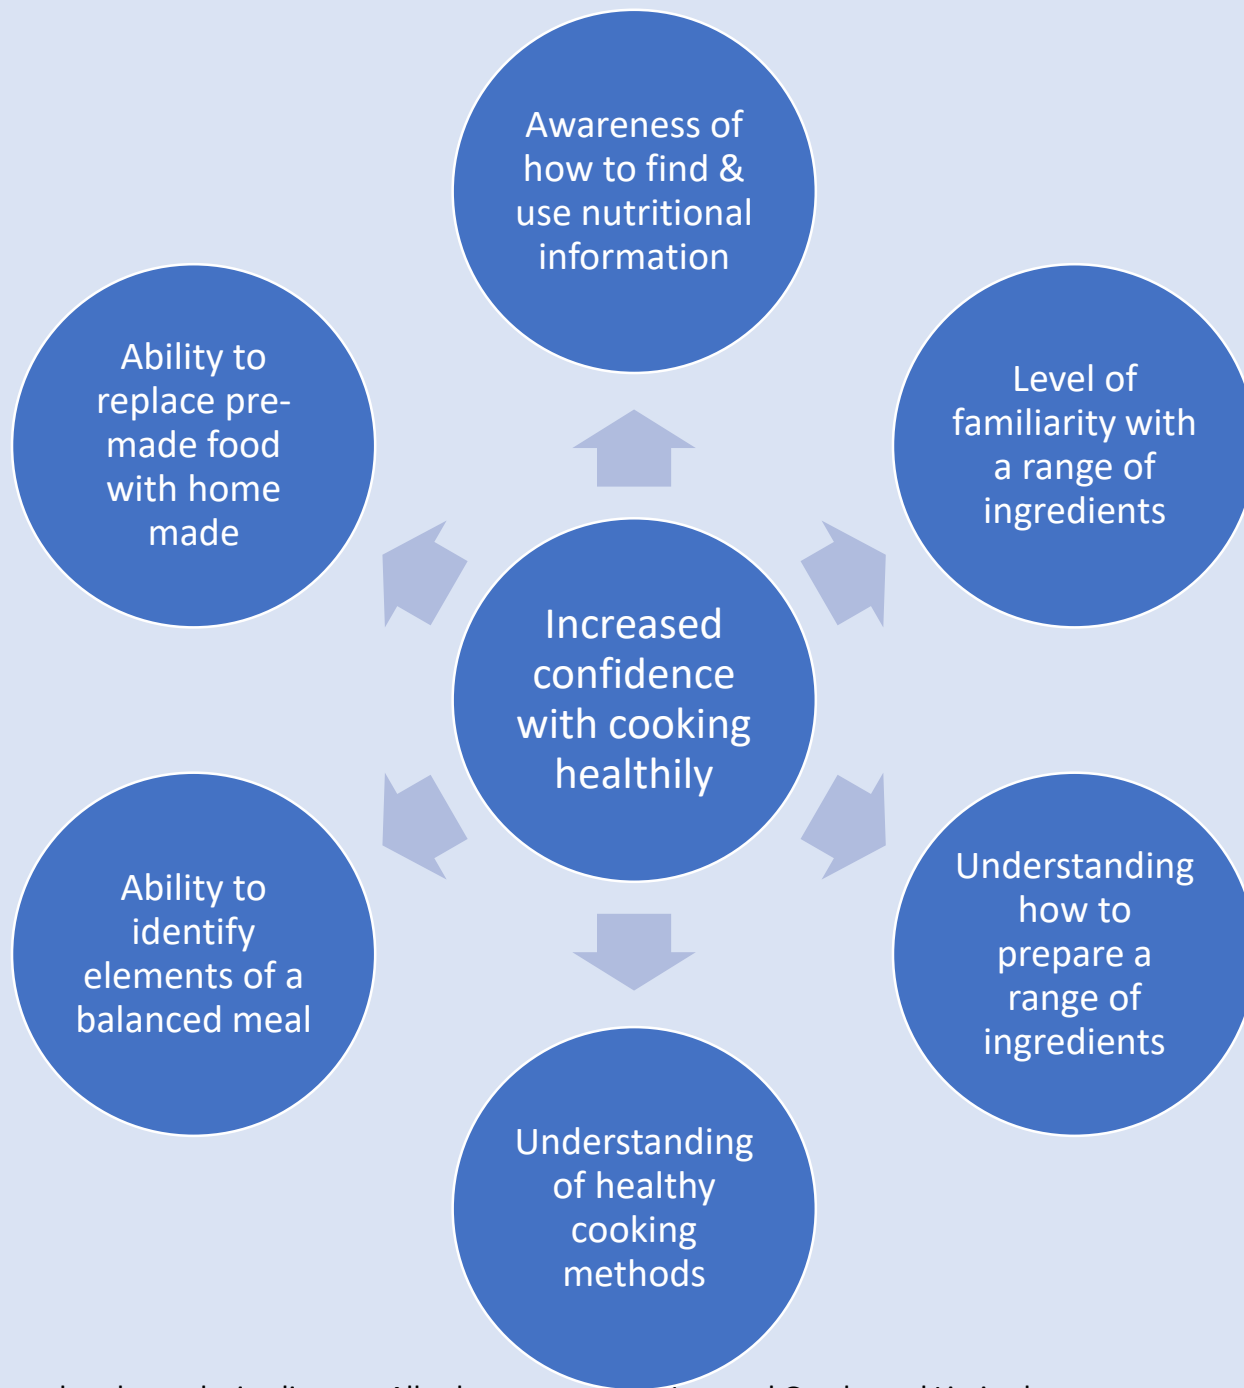 Awareness of
how to find &
use nutritional
information
Level of
familiarity with
a range of
ingredients
Understanding
how to
prepare a
range of
ingredients
Understanding
of healthy
cooking
methods
Ability to
identify
elements of a
balanced meal
Ability to
replace pre-
made food
with home
made
Increased
confidence
with cooking
healthily